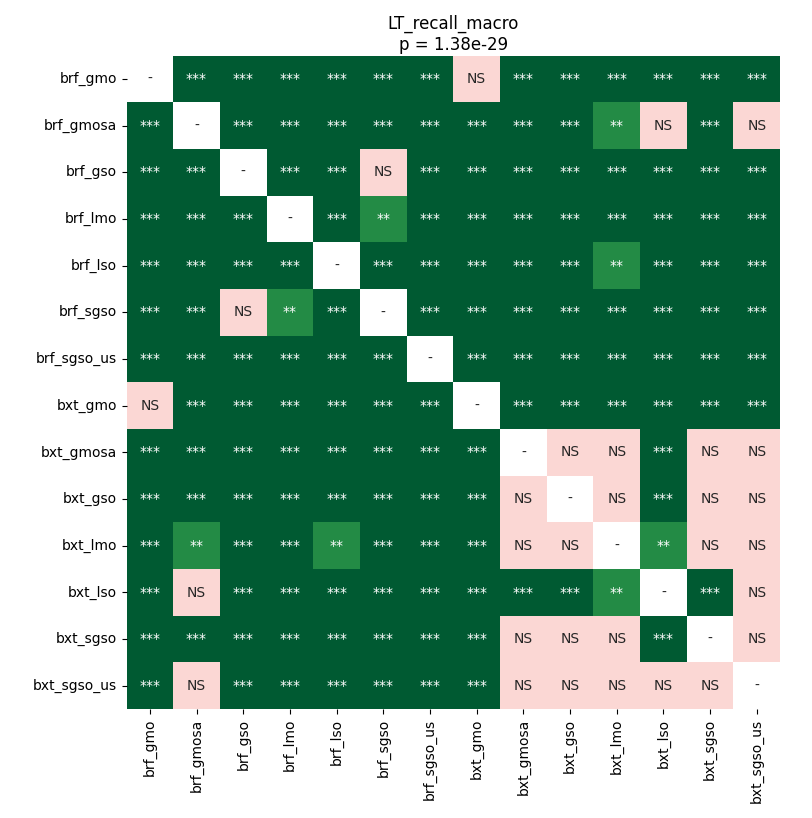 LT_recall_macro
p = 1.38e-29
brf_gmo - *** *** *** *** *** *** NS *** *** *** *** *** ***
brf_gmosa *** - *** *** *** *** *** *** *** *** ** NS *** NS
brf_gso *** *** - *** *** NS *** *** *** *** *** *** *** ***
brf_lmo *** *** *** - *** ** *** *** *** *** *** *** *** ***
brf_lso *** *** *** *** - *** *** *** *** *** ** *** *** ***
brf_sgso *** *** NS ** *** - *** *** *** *** *** *** *** ***
brf_sgso_us *** *** *** *** *** *** - *** *** *** *** *** *** ***
bxt_gmo NS *** *** *** *** *** *** - *** *** *** *** *** ***
bxt_gmosa *** *** *** *** *** *** *** *** - NS NS *** NS NS
bxt_gso *** *** *** *** *** *** *** *** NS - NS *** NS NS
bxt_lmo *** ** *** *** ** *** *** *** NS NS - ** NS NS
bxt_lso *** NS *** *** *** *** *** *** *** *** ** - *** NS
bxt_sgso *** *** *** *** *** *** *** *** NS NS NS *** - NS
bxt_sgso_us *** NS *** *** *** *** *** *** NS NS NS NS NS -
brf_gmo brf_gmosa brf_gso brf_lmo brf_lso brf_sgso brf_sgso_us bxt_gmo bxt_gmosa bxt_gso bxt_lmo bxt_lso bxt_sgso bxt_sgso_us